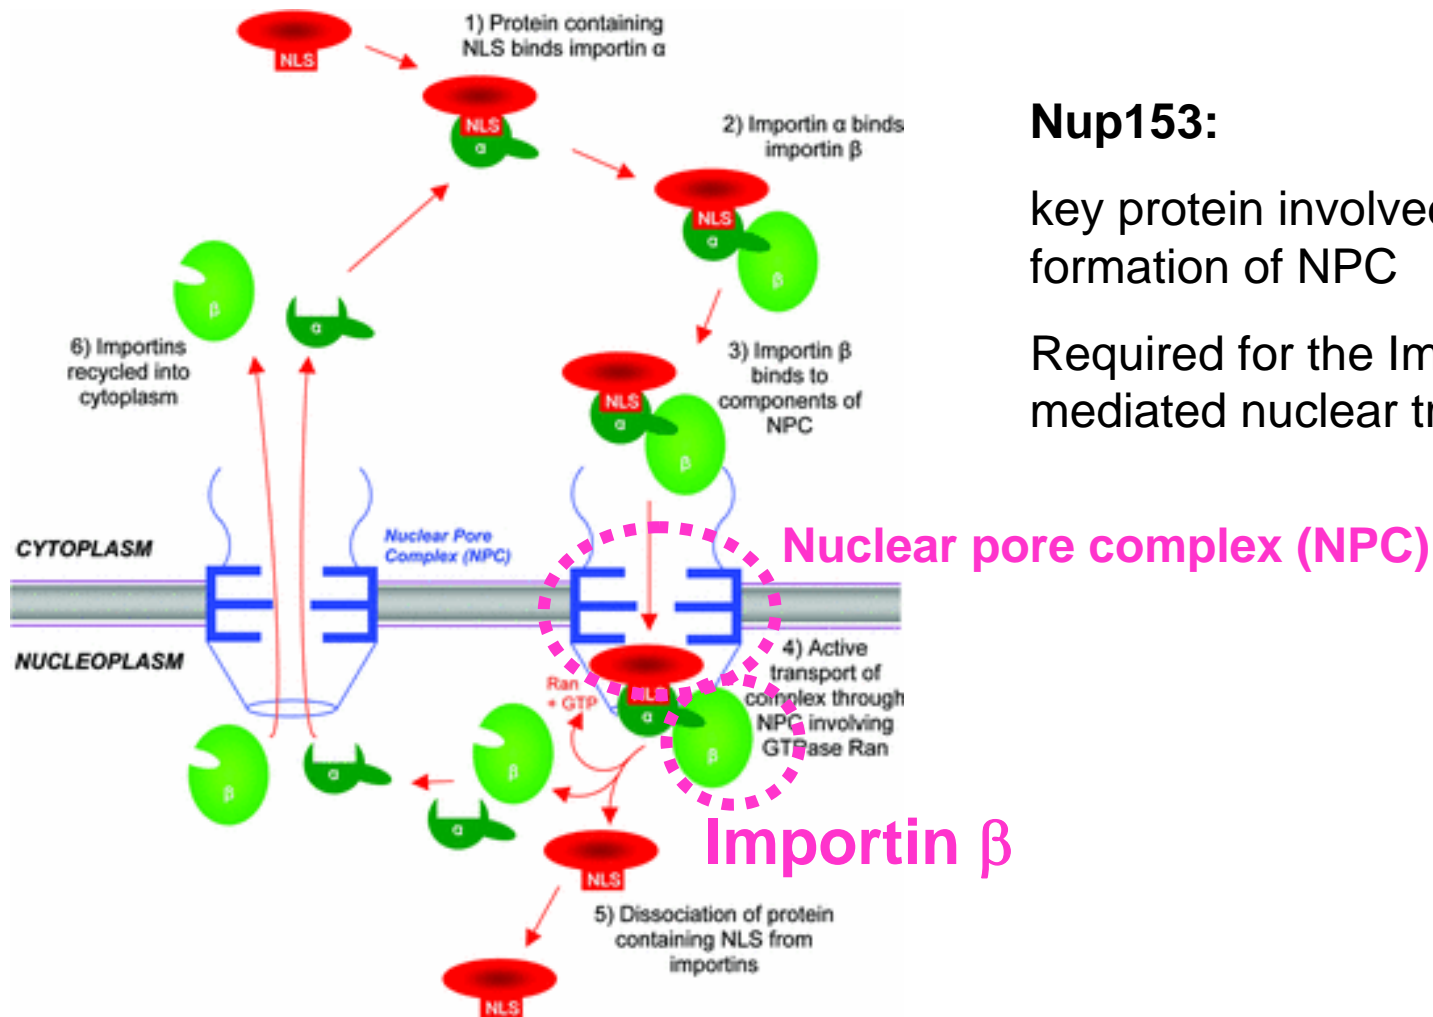 1) Protein containing
NLS binds importin α
NLS
NLS
α
2) Importin α binds
importin β
NLS
α
β
Nup153:
key protein involve
formation of NPC
Required for the Im
mediated nuclear tr
β
α
6) Importins
recycled into
cytoplasm
3) Importin β
binds to
components of
NPC
NLS
α
β
CYTOPLASM
Nuclear Pore
Complex (NPC)
Nuclear pore complex (NPC)
NUCLEOPLASM
4) Active
transport of
complex through
NPC involving
GTPase Ran
Ran
+ GTP
NLS
α
β
β
α
β
α
Importin β
NLS
5) Dissociation of protein
containing NLS from
importins
NLS